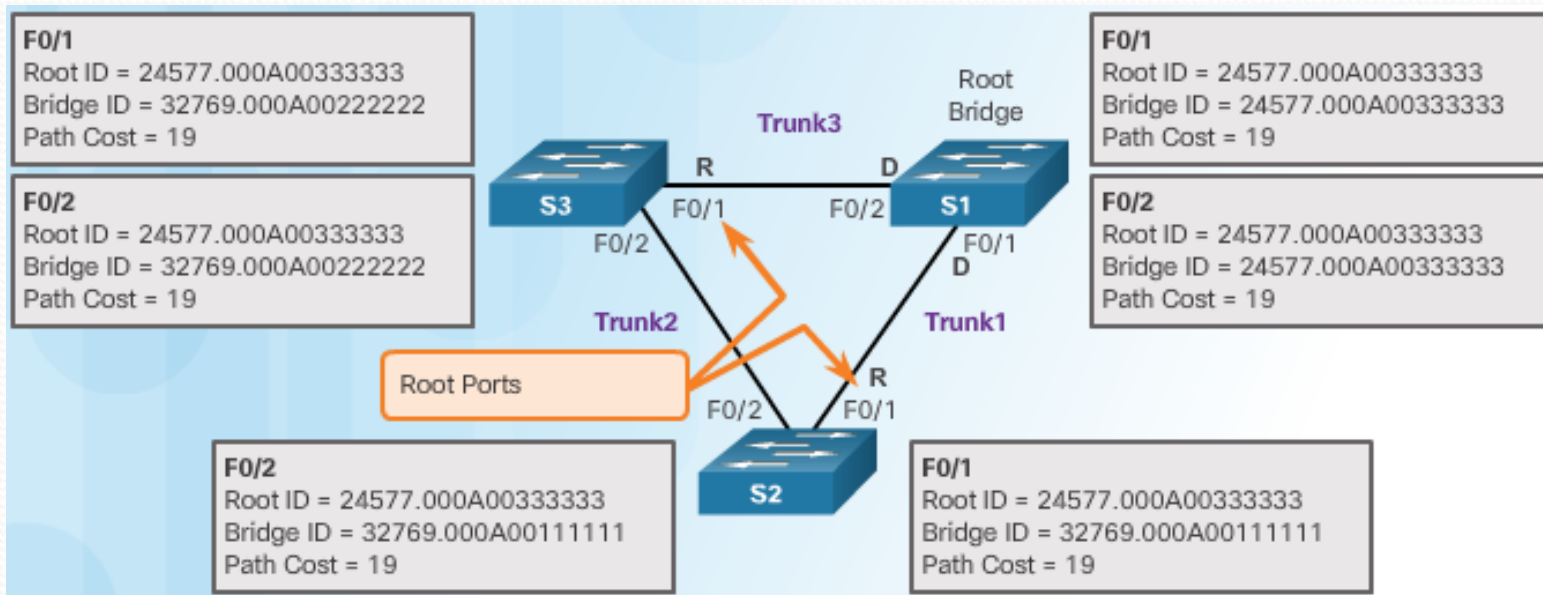 F0/1
Root ID = 24577.000A00333333
Bridge ID = 32769.000A00222222
Path Cost = 19
F0/2
Root ID = 24577.000A00333333
Bridge ID = 32769.000A00222222
Path Cost = 19
F0/1
Root ID = 24577.000A00333333
Bridge ID = 24577.000A00333333
Path Cost = 19
F0/2
Root ID = 24577.000A00333333
Bridge ID = 24577.000A00333333
Path Cost = 19
Root
Bridge
Trunk3
R
D
S3
F0/1
F0/2
S1
F0/2
F0/1
D
Trunk2
Trunk1
Root Ports
R
F0/2
F0/1
S2
F0/2
Root ID = 24577.000A00333333
Bridge ID = 32769.000A00111111
Path Cost = 19
F0/1
Root ID = 24577.000A00333333
Bridge ID = 32769.000A00111111
Path Cost = 19